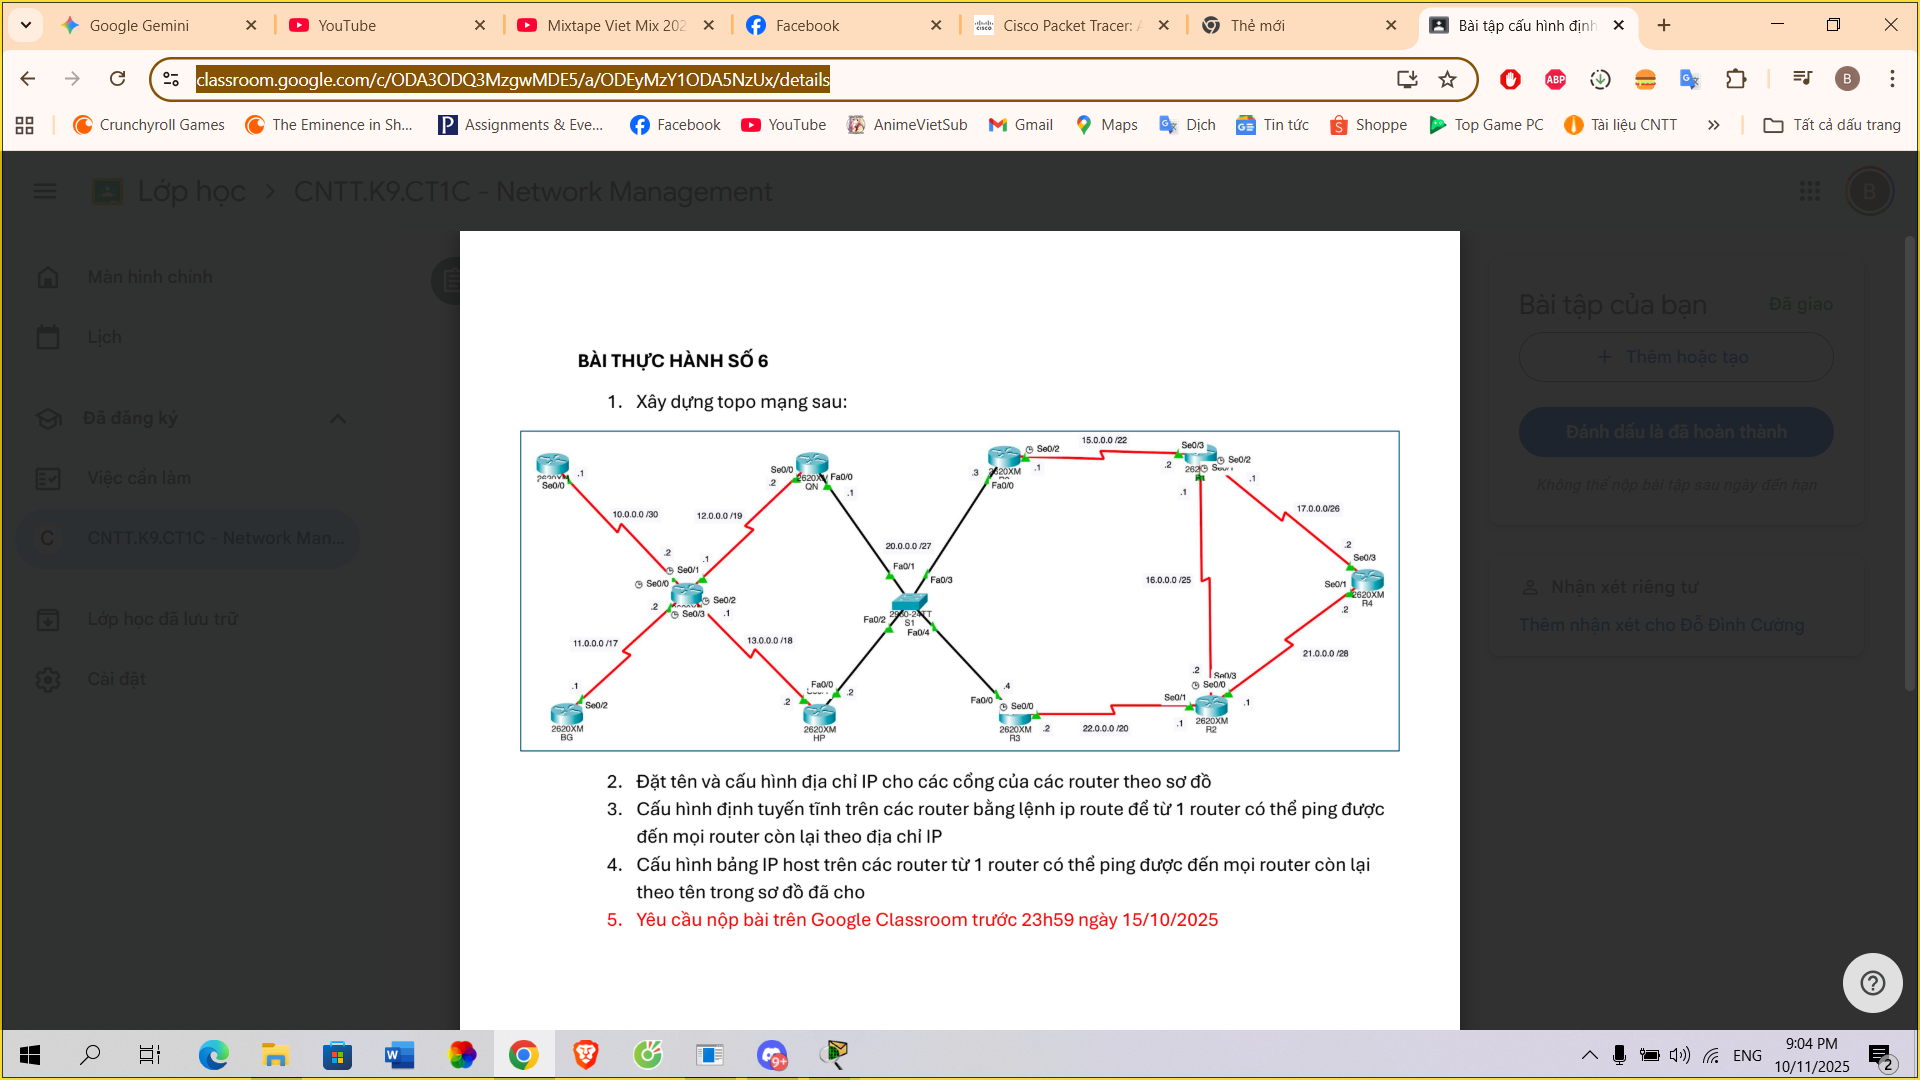 Google Gemini
YouTube
Mixtape Viet Mix 202
Facebook
Cisco Packet Tracer: A
Thẻ mới
Bài tập cấu hình định
classroom.google.com/c/ODA3ODQ3MzgwMDE5/a/ODEyMzY1ODA5NzUx/details
ABP
B
Crunchyroll Games
The Eminence in Sh...
Assignments & Eve...
Facebook
YouTube
AnimeVietSub
Gmail
Maps
Dịch
Tin tức
Shoppe
Top Game PC
Tài liệu CNTT
Tất cả dấu trang
Lớp học
CNTT.K9.CT1C - Network Management
B
Màn hình chính
Lịch
Đã đăng ký
Việc cần làm
C CNTT.K9.CT1C - Network Man...
Lớp học đã lưu trữ
Cài đặt
Bài tập của bạn
Đã giao
Thêm hoặc tạo
Đánh dấu là đã hoàn thành
Không thể nộp bài tập sau ngày đến hạn
Nhận xét riêng tư
Thêm nhận xét cho Đỗ Đình Cường
BÀI THỰC HÀNH SỐ 6
1. Xây dựng topo mạng sau:
.1
Se0/0
10.0.0.0 /30
.2
Se0/1
Se0/0
.1
Se0/2
Se0/3
.2
.1
11.0.0.0 /17
.1
Se0/2
2620XM
BG
Se0/0
.2
QN
Fa0/0
.1
12.0.0.0 /19
13.0.0.0 /18
Fa0/0
.2
.2
2620XM
HP
20.0.0.0 /27
Fa0/1
Fa0/3
Fa0/2
S1
Fa0/4
.3
2620XM
Fa0/0
Se0/2
.1
15.0.0.0 /22
Se0/3
.2
Se0/2
.1
.1
17.0.0.0/26
.2
Se0/3
Se0/1
2620XM
R4
.2
16.0.0.0 /25
21.0.0.0 /28
.4
Fa0/0
Se0/0
2620XM
R3
.2
22.0.0.0 /20
Se0/1
.1
.2
Se0/3
Se0/0
.1
2620XM
R2
2. Đặt tên và cấu hình địa chỉ IP cho các cổng của các router theo sơ đồ
3. Cấu hình định tuyến tĩnh trên các router bằng lệnh ip route để từ 1 router có thể ping được
đến mọi router còn lại theo địa chỉ IP
4. Cấu hình bảng IP host trên các router từ 1 router có thể ping được đến mọi router còn lại
theo tên trong sơ đồ đã cho
5. Yêu cầu nộp bài trên Google Classroom trước 23h59 ngày 15/10/2025
9+
ENG
9:04 PM
10/11/2025
2